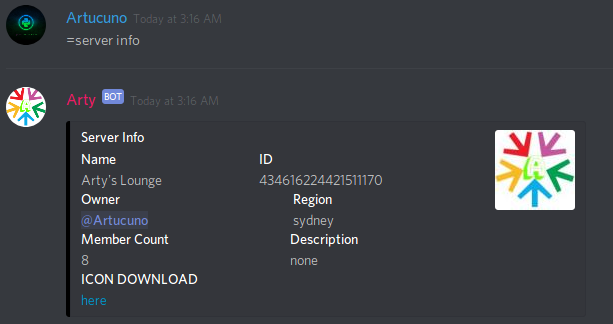 Artucuno Today at 3:16 AM
=server info
Arty BOT Today at 3:16 AM
Server Info
Name ID
Arty's Lounge 434616224421511170
Owner Region
@Artucuno sydney
Member Count Description
8 none
ICON DOWNLOAD
here